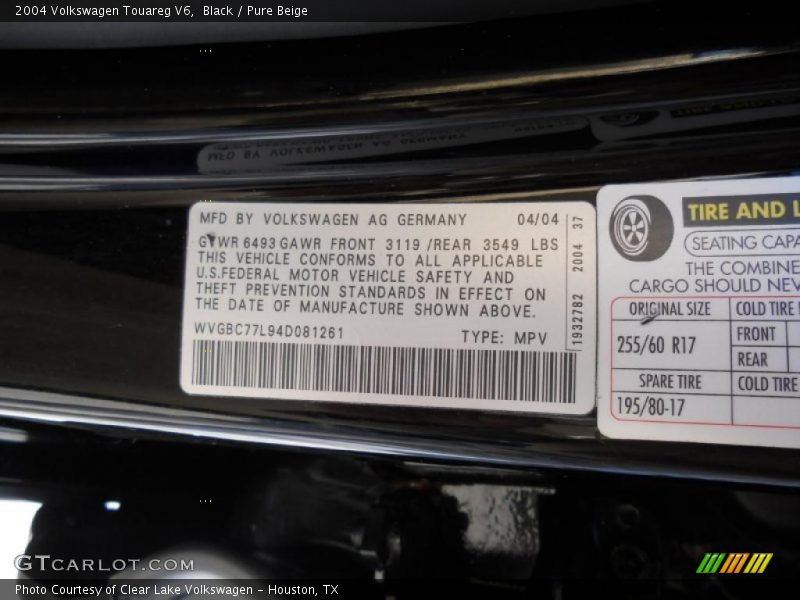 2004 Volkswagen Touareg V6, Black / Pure Beige
MFD BY VOLKSWAGEN AG GERMANY 04/04
GVWR 6493 GAWR FRONT 3119 /REAR 3549 LBS
THIS VEHICLE CONFORMS TO ALL APPLICABLE
U.S.FEDERAL MOTOR VEHICLE SAFETY AND
THEFT PREVENTION STANDARDS IN EFFECT ON
THE DATE OF MANUFACTURE SHOWN ABOVE.
WVGBC77L94D081261 TYPE: MPV
1932782 2004 37
TIRE AND
SEATING CAPA
THE COMBINE
CARGO SHOULD NEV
ORIGINAL SIZE COLD TIRE
255/60 R17 FRONT
REAR
SPARE TIRE COLD TIRE
195/80-17
GTCARLOT.COM
Photo Courtesy of Clear Lake Volkswagen - Houston, TX